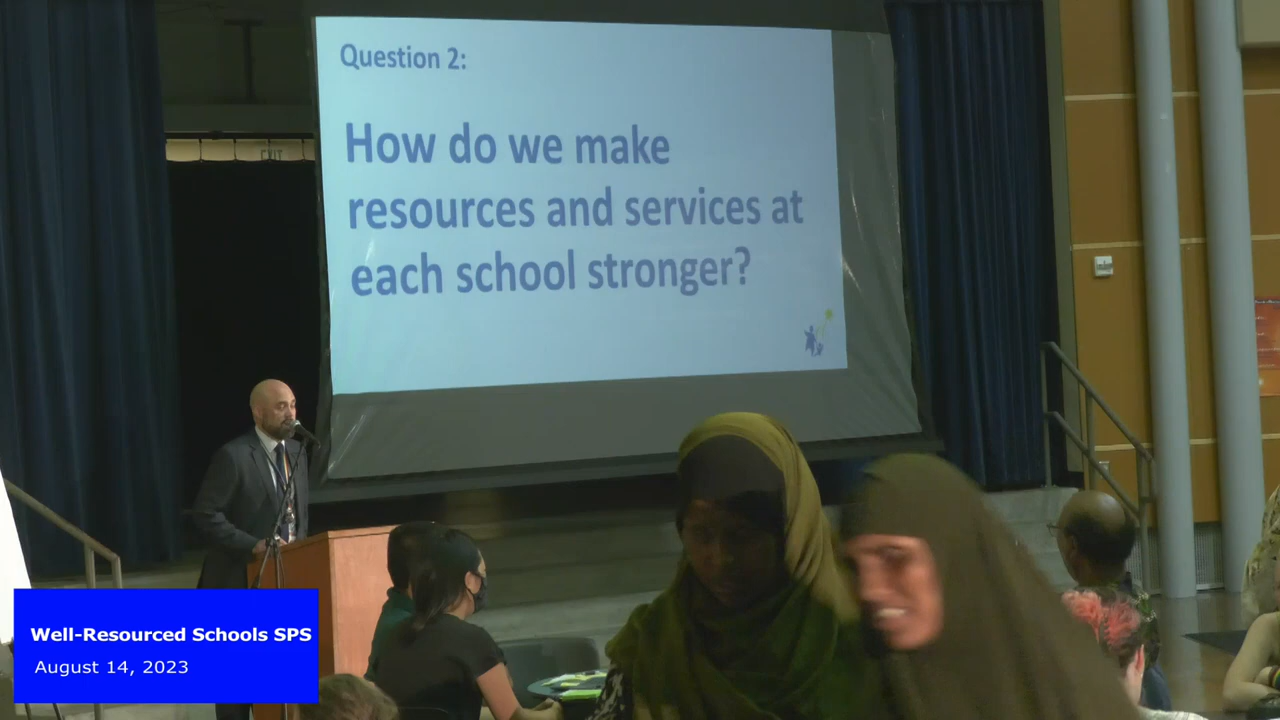 Question 2:
How do we make
resources and services at
each school stronger?
EXIT
Well-Resourced Schools SPS
August 14, 2023